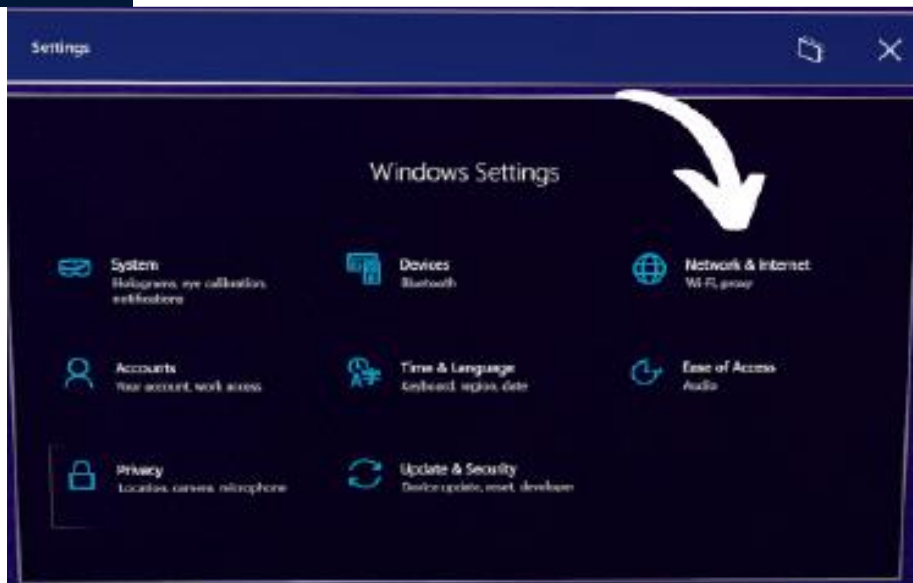 Settings
Windows Settings
System
Holograms, eye calibration,
notifications
Devices
Bluetooth
Network & Internet
Wi-Fi, proxy
Accounts
Your account, work access
Time & Language
Keyboard, region, date
Ease of Access
Audio
Privacy
Location, camera, microphone
Update & Security
Device update, reset, developer